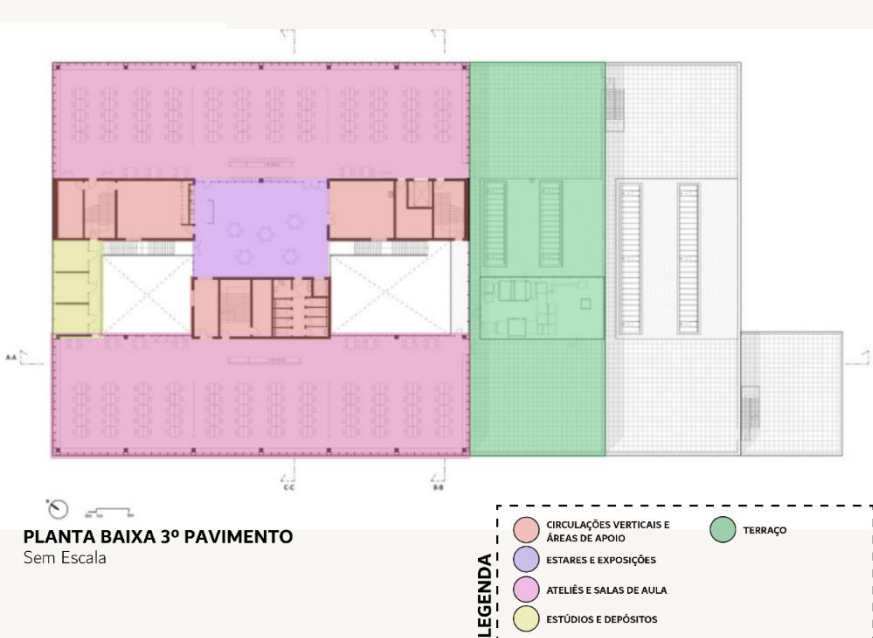 A-A
C-C
B-B
PLANTA BAIXA 3º PAVIMENTO
Sem Escala
LEGENDA
CIRCULAÇÕES VERTICAIS E
ÁREAS DE APOIO
ESTARES E EXPOSIÇÕES
ATELIÊS E SALAS DE AULA
ESTÚDIOS E DEPÓSITOS
TERRAÇO